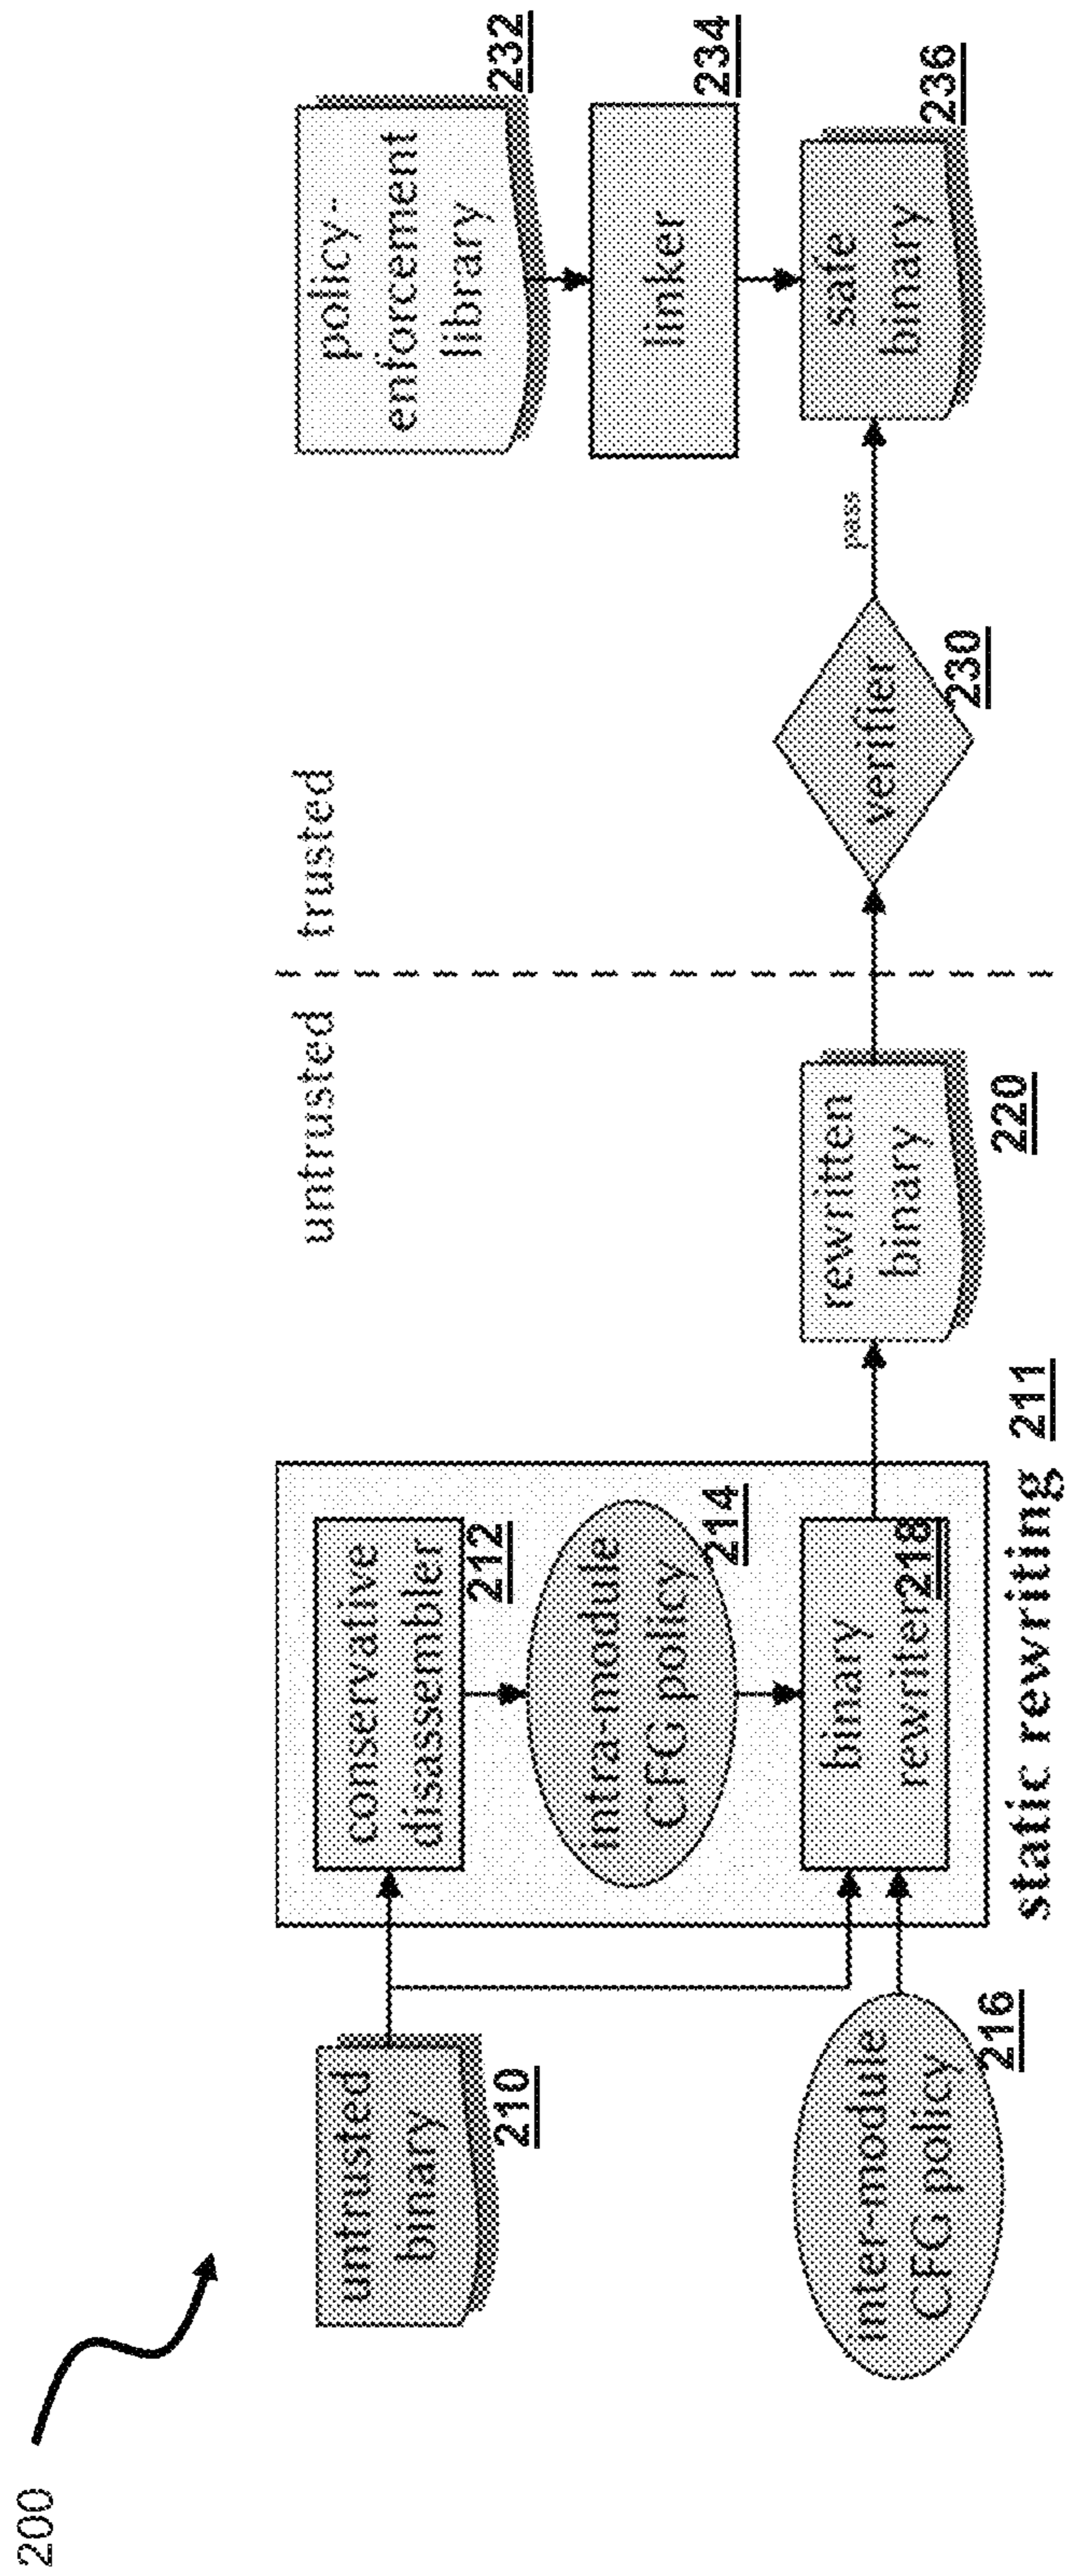 200
untrusted
binary
210
inter-module
CFG policy
216
conservative
disassembler
212
intra-module
CFG policy
214
binary
rewriter
218
static rewriting
211
rewritten
binary
220
untrusted
trusted
verifier
230
pass
policy-
enforcement
library
232
linker
234
safe
binary
236